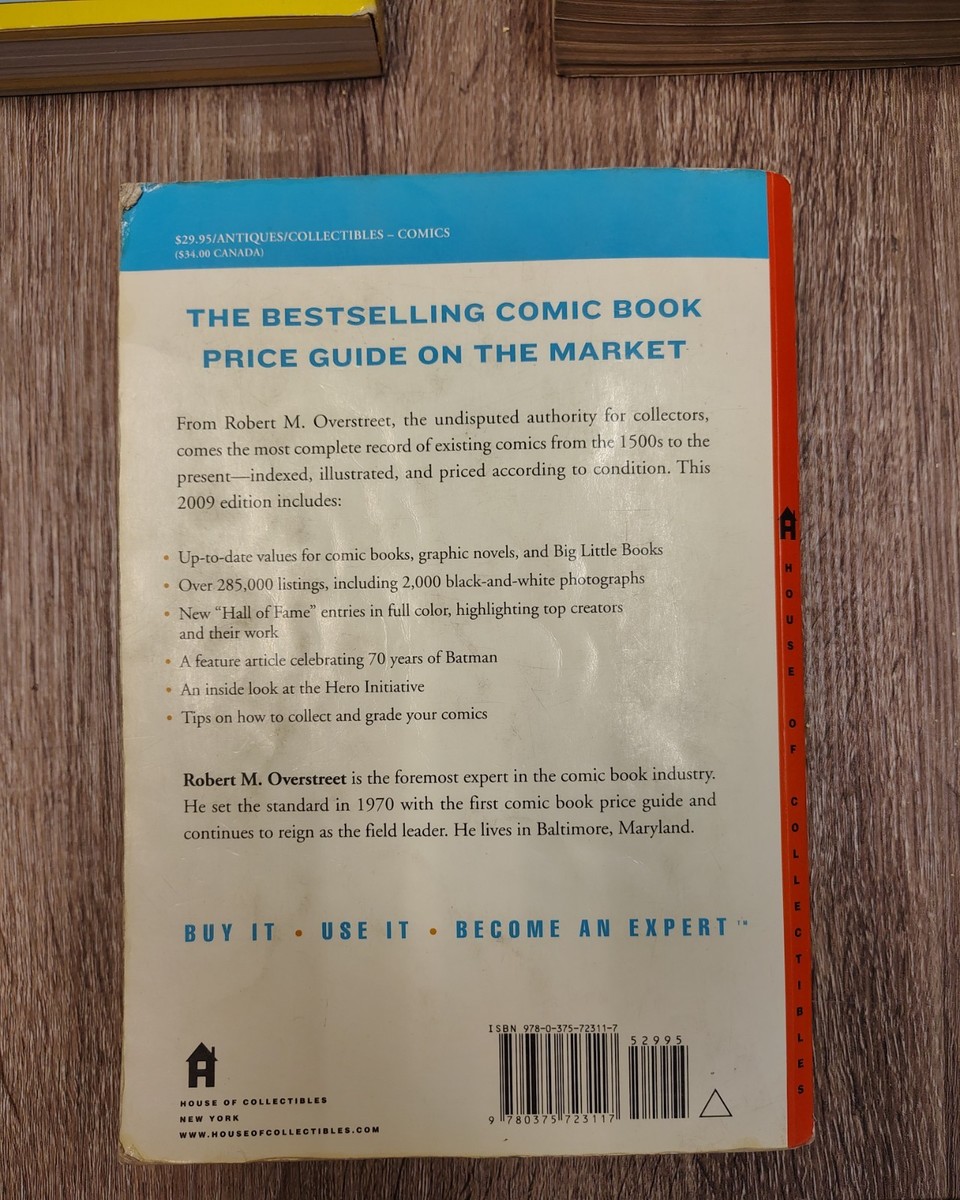 $29.95/ANTIQUES/COLLECTIBLES – COMICS
($34.00 CANADA)
THE BESTSELLING COMIC BOOK
PRICE GUIDE ON THE MARKET
From Robert M. Overstreet, the undisputed authority for collectors,
comes the most complete record of existing comics from the 1500s to the
present—indexed, illustrated, and priced according to condition. This
2009 edition includes:
• Up-to-date values for comic books, graphic novels, and Big Little Books
• Over 285,000 listings, including 2,000 black-and-white photographs
• New “Hall of Fame” entries in full color, highlighting top creators
and their work
• A feature article celebrating 70 years of Batman
• An inside look at the Hero Initiative
• Tips on how to collect and grade your comics
Robert M. Overstreet is the foremost expert in the comic book industry.
He set the standard in 1970 with the first comic book price guide and
continues to reign as the field leader. He lives in Baltimore, Maryland.
BUY IT • USE IT • BECOME AN EXPERT™
HOUSE OF COLLECTIBLES
NEW YORK
WWW.HOUSEOFCOLLECTIBLES.COM
ISBN 978-0-375-72311-7
52995
9 780375 723117
HOUSE OF COLLECTIBLES